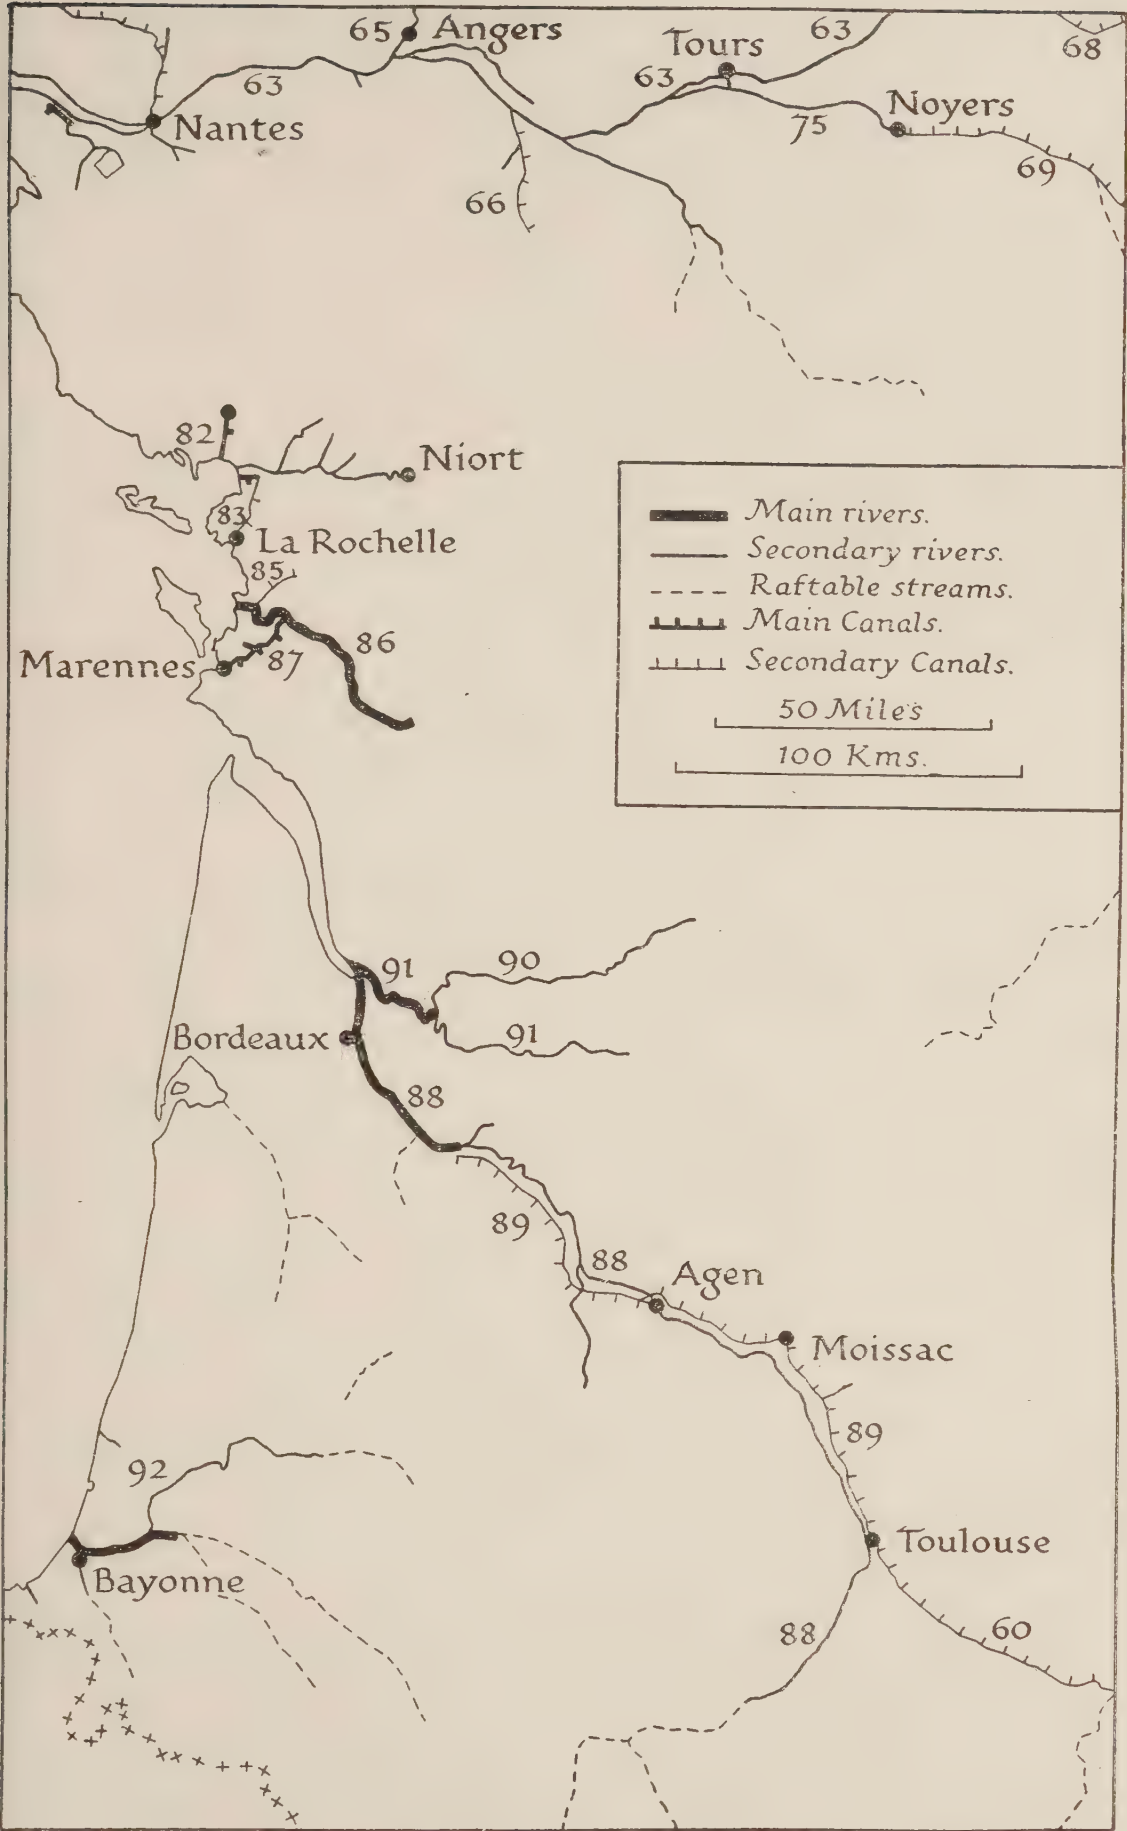 65 Angers
63
Tours
68
63
63
Noyers
Nantes
75
69
66
82
Niort
83
La Rochelle
85
86
Marennes
87
Main rivers.
Secondary rivers.
Raftable streams.
Main Canals.
Secondary Canals.
50 Miles
100 Kms.
91
90
Bordeaux
91
88
89
88
Agen
Moissac
89
92
Toulouse
Bayonne
88
60